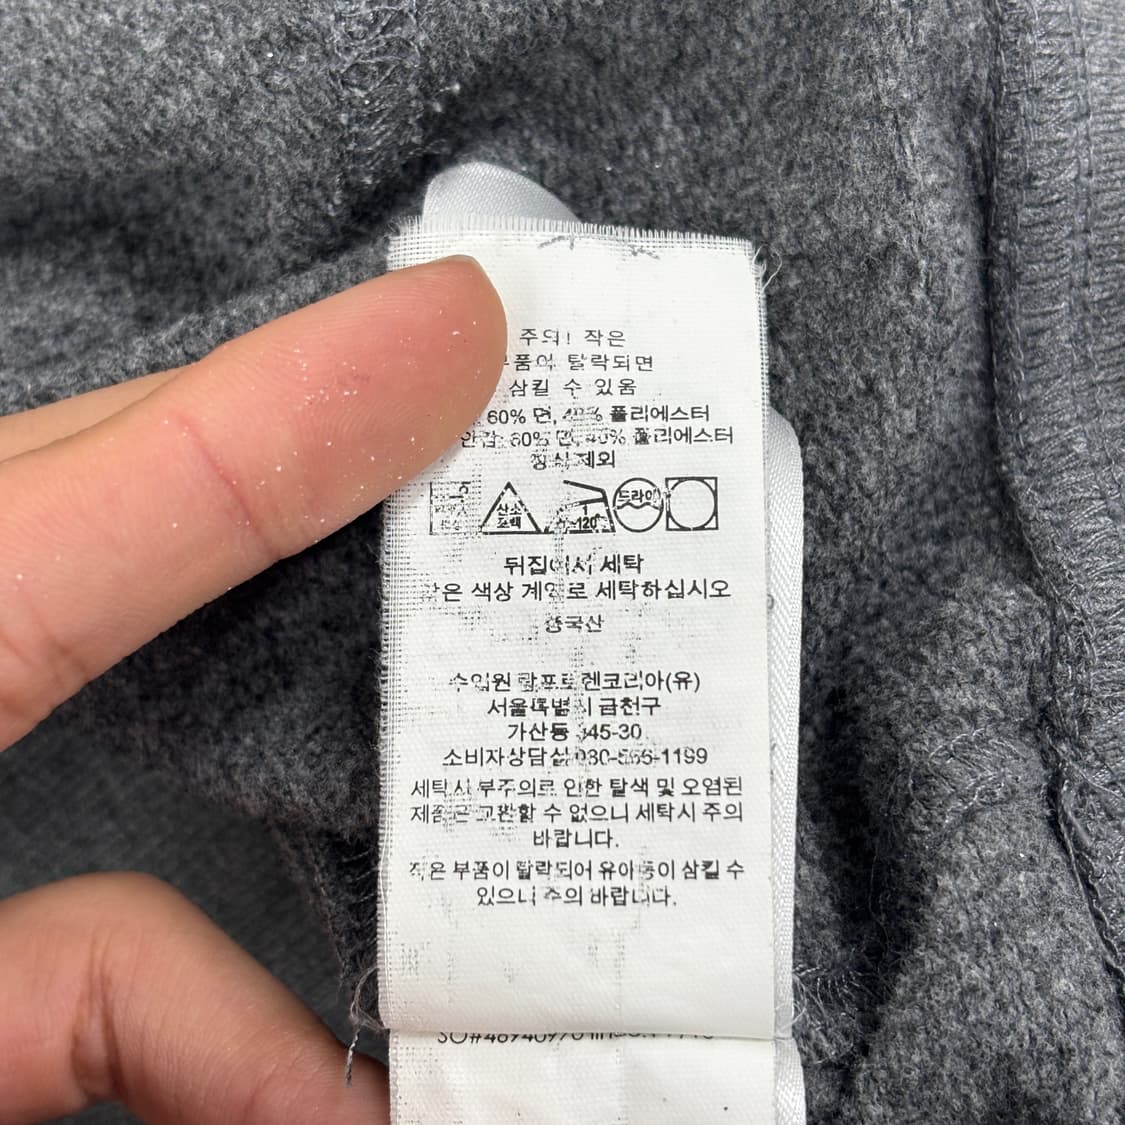 주의! 작은
탈락되면
삼킬 수 있음
60% 면, 40% 폴리에스터
안감: 60% 면, 40% 폴리에스터
장식 제외
산소 표백 120 드라이
뒤집어서 세탁
같은 색상 계열로 세탁하십시오
중국산
수입원 랄프로렌코리아(유)
서울특별시 금천구
가산동 345-30
소비자상담실
세탁시 부주의로 인한 탈색 및 오염된
제품은 교환할 수 없으니 세탁시 주의
바랍니다.
작은 부품이 탈락되어 유아등이 삼킬 수
있으니 주의 바랍니다.